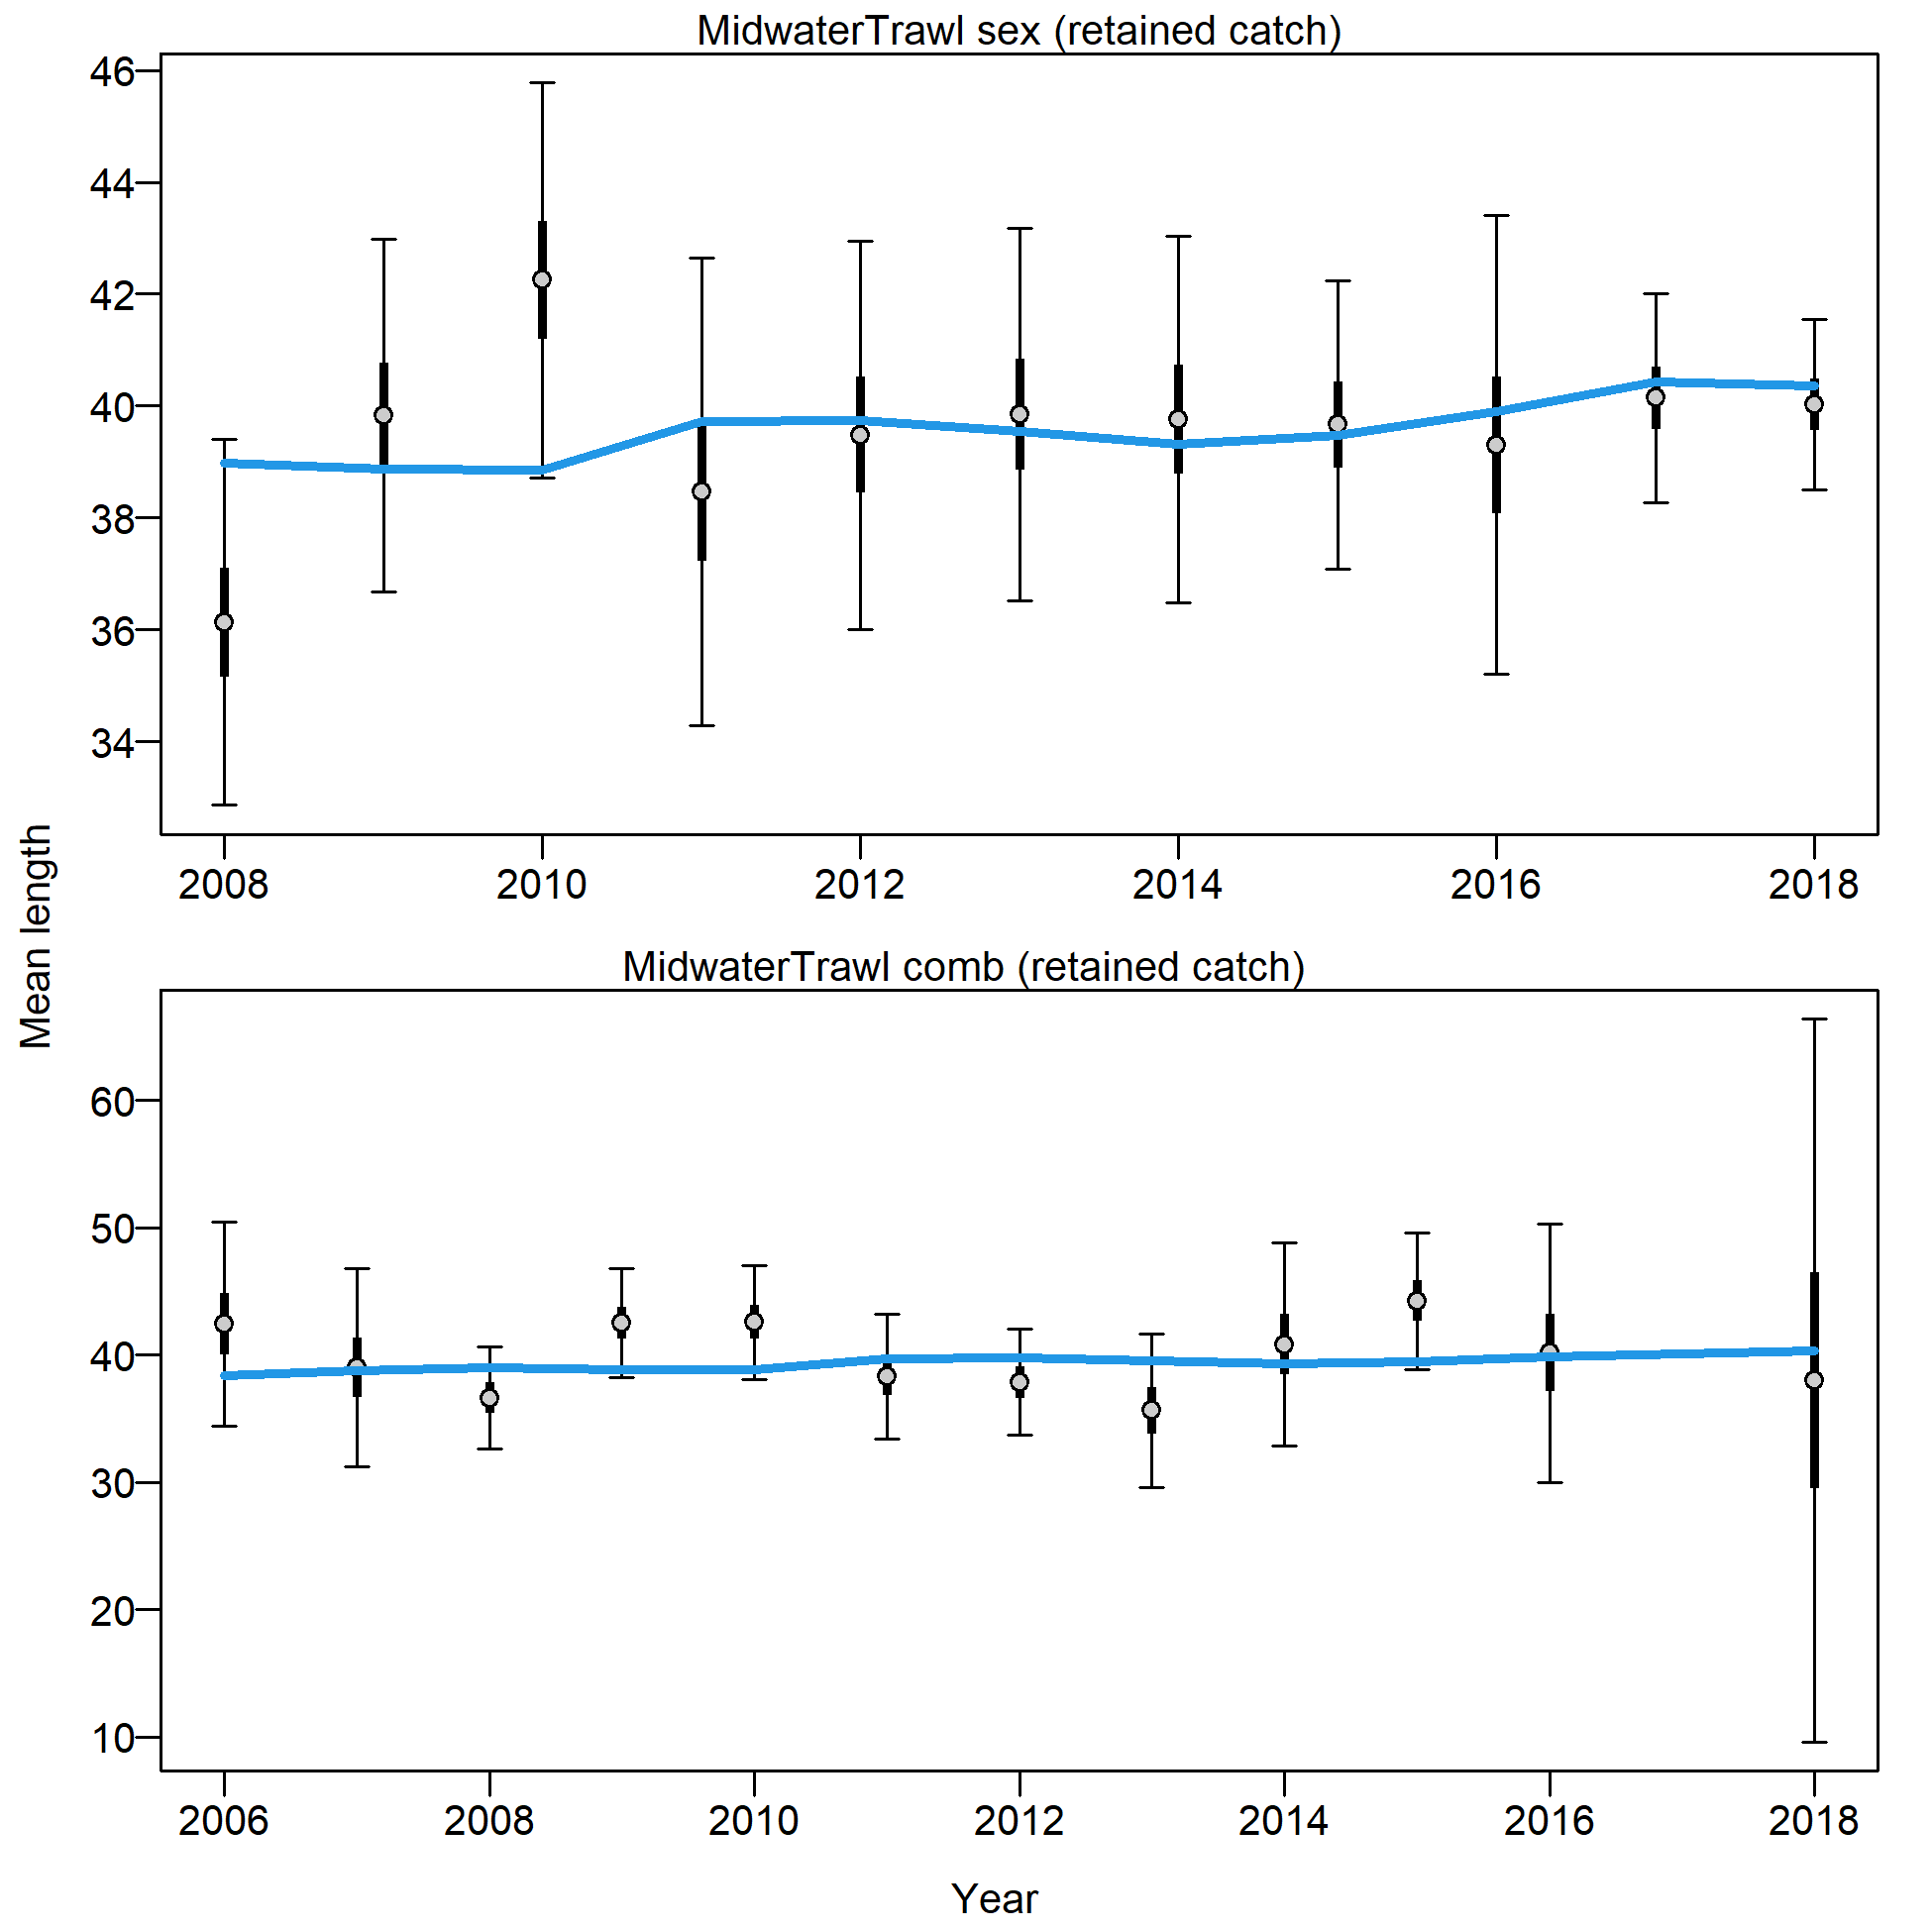 MidwaterTrawl sex (retained catch)
46
44
42
40
38
36
34
2008 2010 2012 2014 2016 2018
Mean length
MidwaterTrawl comb (retained catch)
60
50
40
30
20
10
2006 2008 2010 2012 2014 2016 2018
Year